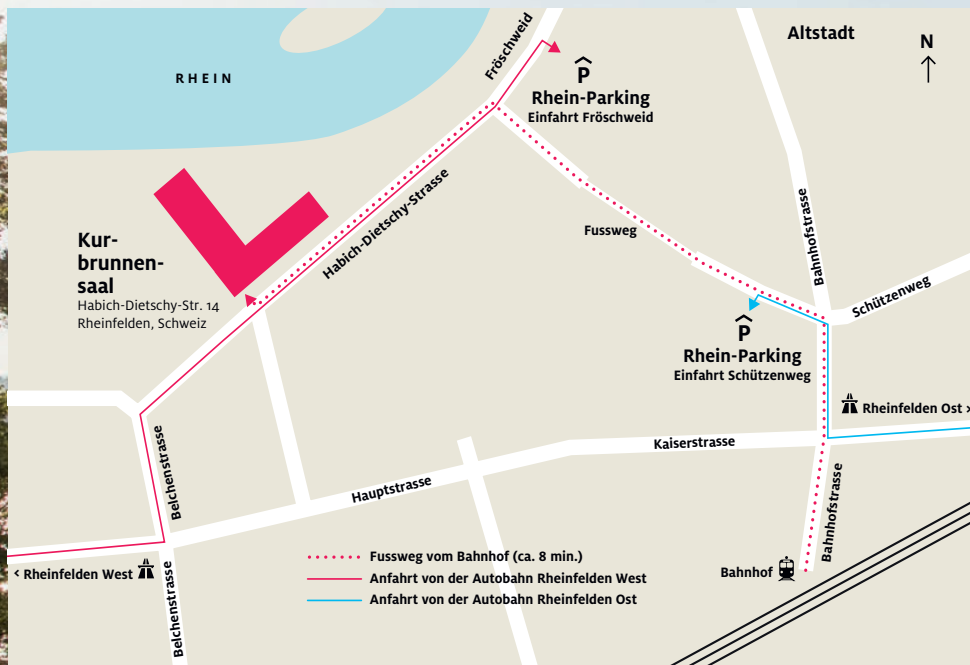 Altstadt
N
RHEIN
Fröschweid
P
Rhein-Parking
Einfahrt Fröschweid
Habich-Dietschy-Strasse
Bahnhofstrasse
Fussweg
Kur-
brunnen-
saal
Habich-Dietschy-Str. 14
Rheinfelden, Schweiz
Schützenweg
P
Rhein-Parking
Einfahrt Schützenweg
Rheinfelden Ost >
Belchenstrasse
Kaiserstrasse
Hauptstrasse
Bahnhofstrasse
< Rheinfelden West
Belchenstrasse
Bahnhof
Fussweg vom Bahnhof (ca. 8 min.)
Anfahrt von der Autobahn Rheinfelden West
Anfahrt von der Autobahn Rheinfelden Ost